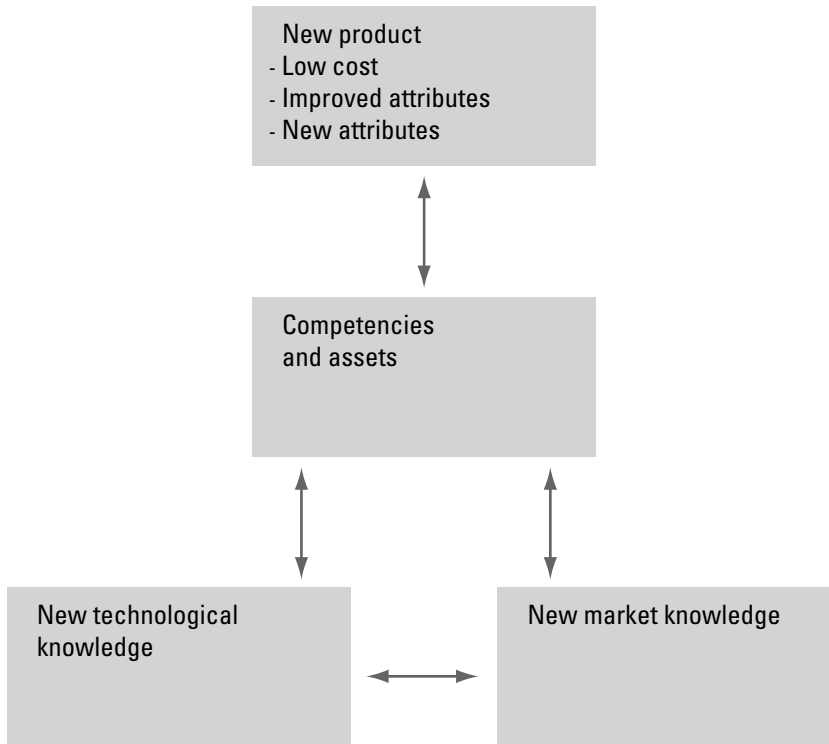 New product
- Low cost
- Improved attributes
- New attributes
Competencies
and assets
New technological
knowledge
New market knowledge